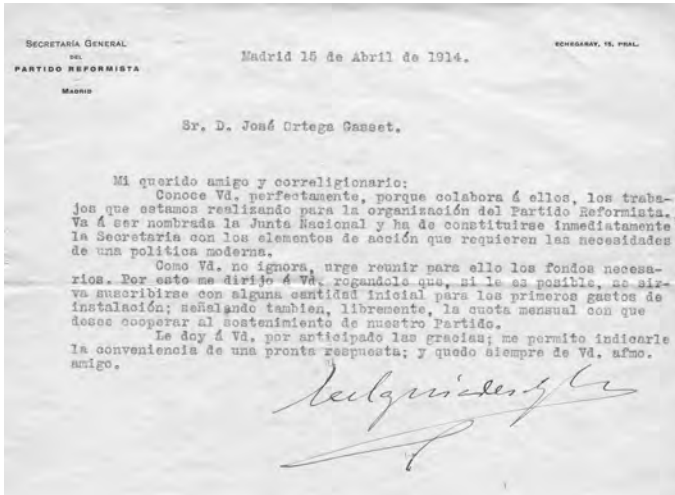 SECRETARÍA GENERAL
DEL
PARTIDO REFORMISTA
MADRID
ECHEGARAY, 15, PRAL.
Madrid 15 de Abril de 1914.
Sr. D. José Ortega Gasset.
Mi querido amigo y correligionario:
Conoce Vd. perfectamente, porque colabora á ellos, los traba-
jos que estamos realizando para la organización del Partido Reformista.
Va á ser nombrada la Junta Nacional y ha de constituirse inmediatamente
la Secretaría con los elementos de acción que requieren las necesidades
de una politica moderna.
Como Vd. no ignora, urge reunir para ello los fondos necesa-
rios. Por esto me dirijo á Vd. rogandole que, si le es posible, se sir-
va suscribirse con alguna cantidad inicial para los primeros gastos de
instalación; señalando tambien, libremente, la cuota mensual con que
desee cooperar al sostenimiento de nuestro Partido.
Le doy á Vd. por anticipado las gracias; me permito indicarle
la conveniencia de una pronta respuesta; y quedo siempre de Vd. afmo.
amigo.